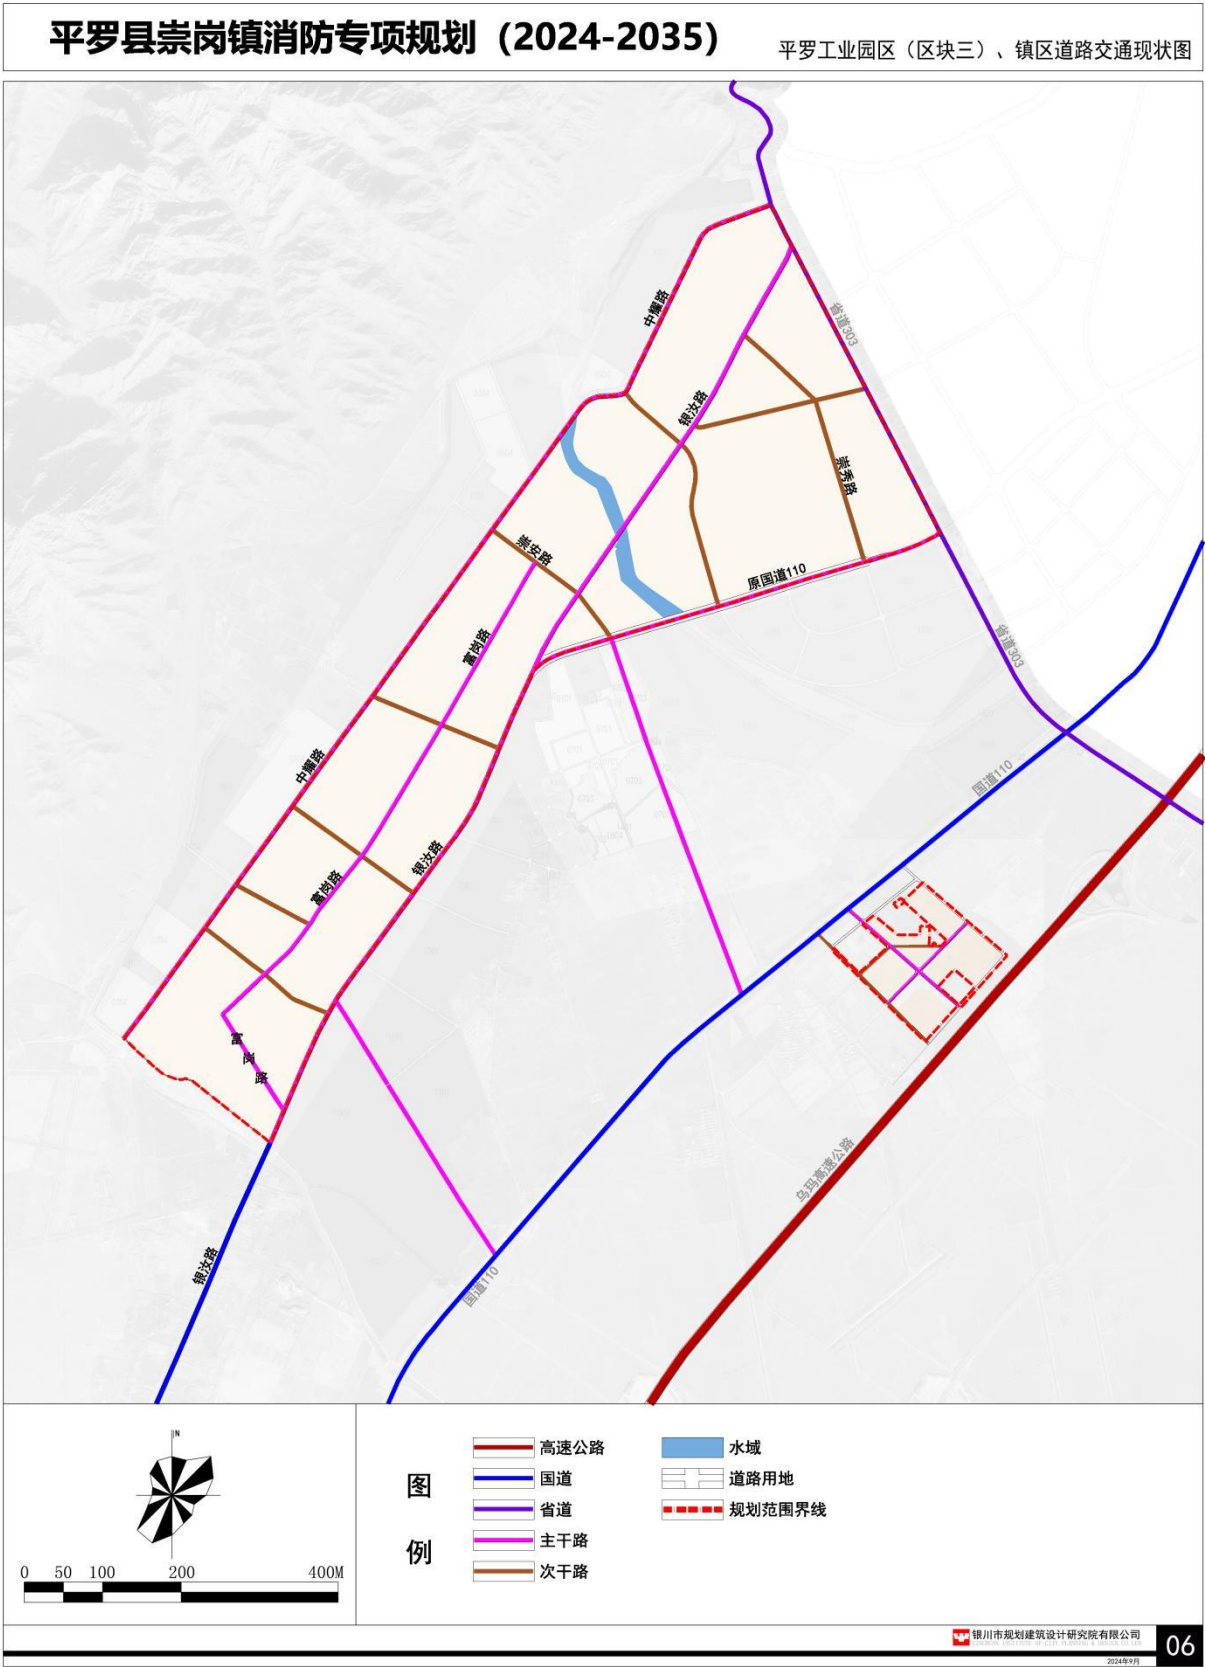 平罗县崇岗镇消防专项规划（2024-2035）
平罗工业园区（区块三）、镇区道路交通现状图
中耀路
省道303
银汝路
崇秀路
崇安路
原国道110
富岗路
省道303
中耀路
国道110
银汝路
富岗路
富岗路
乌玛高速公路
银汝路
国道110
N
0 50 100 200 400M
图例
高速公路
国道
省道
主干路
次干路
水域
道路用地
规划范围界线
银川市规划建筑设计研究院有限公司
2024年9月
06